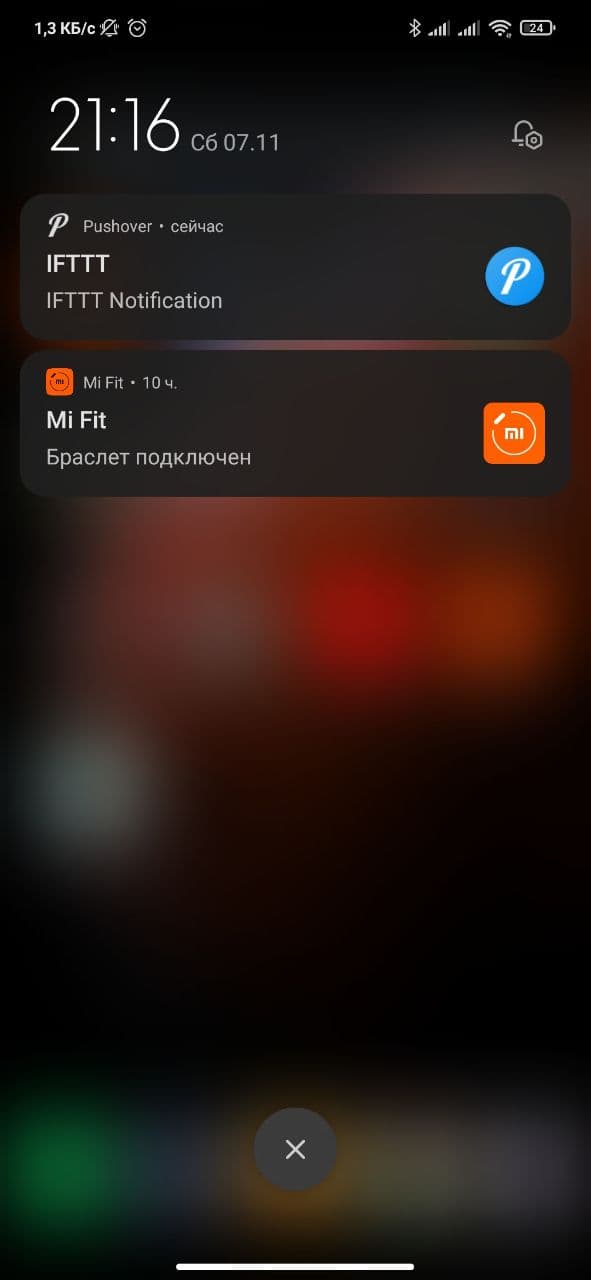 1,3 КБ/с 24
21:16 Сб 07.11
Pushover • сейчас
IFTTT
IFTTT Notification
Mi Fit • 10 ч.
Mi Fit
Браслет подключен